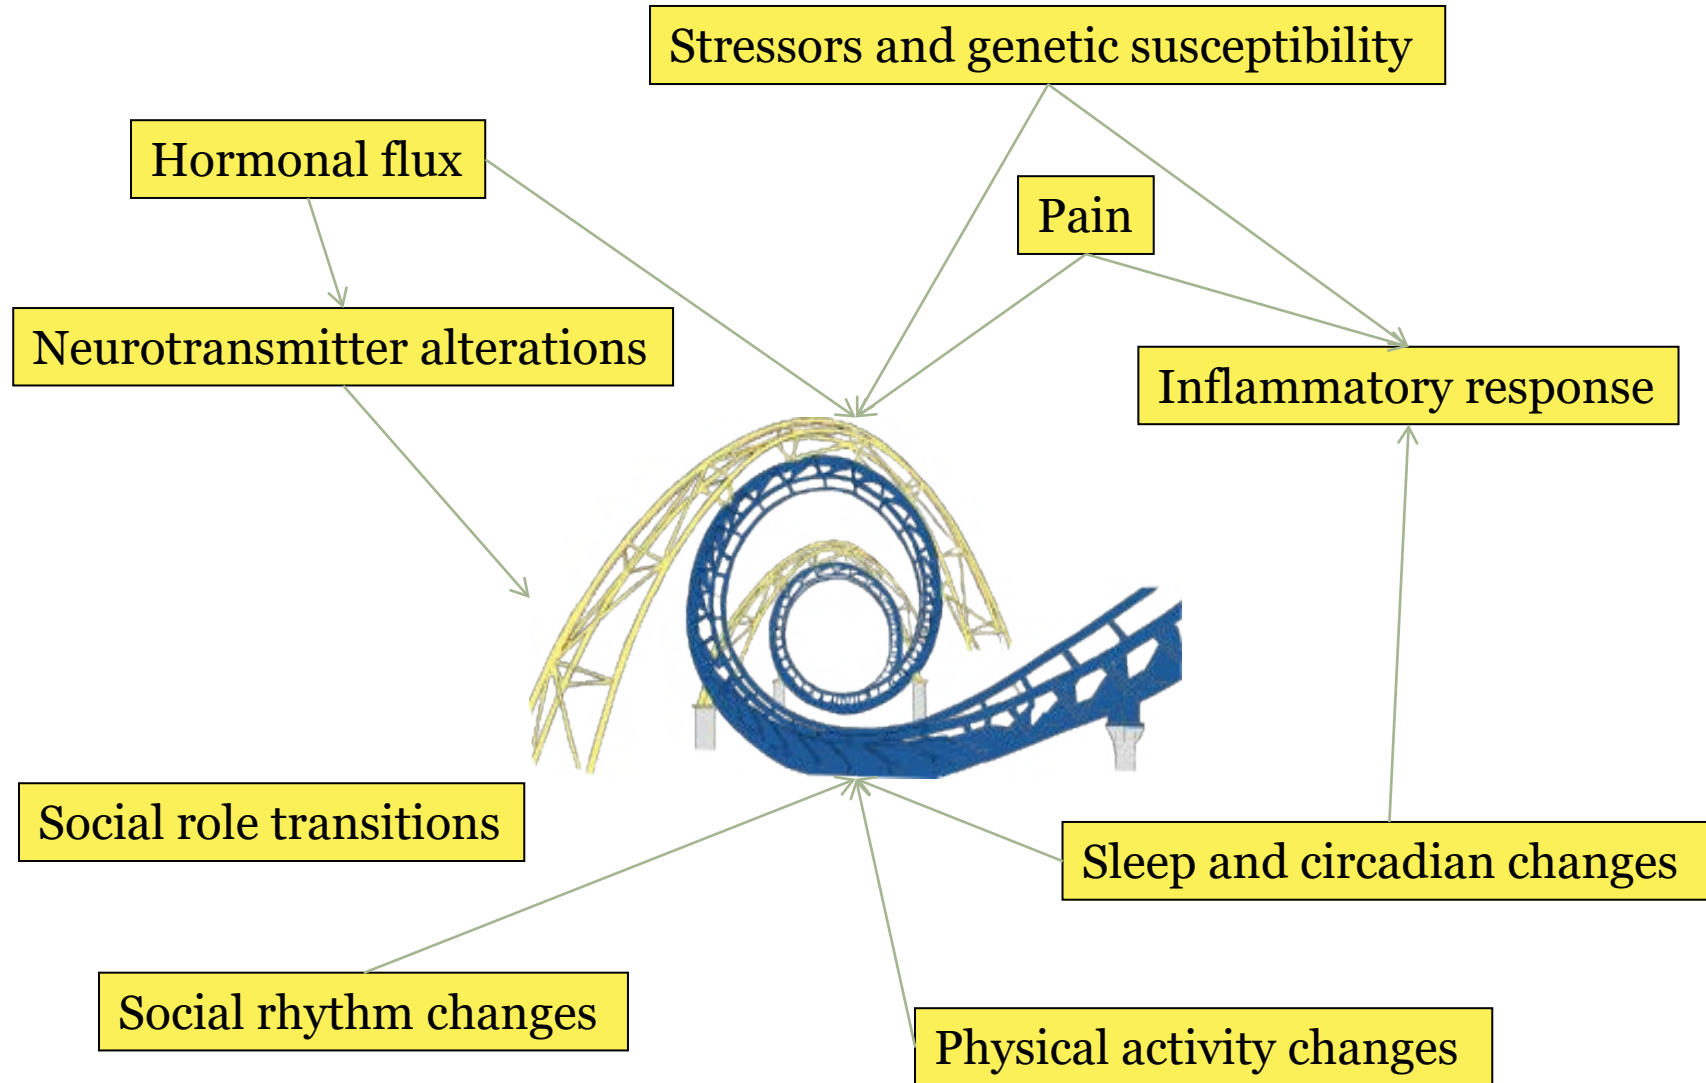 Stressors and genetic susceptibility
Hormonal flux
Pain
Neurotransmitter alterations
Inflammatory response
Social role transitions
Sleep and circadian changes
Social rhythm changes
Physical activity changes